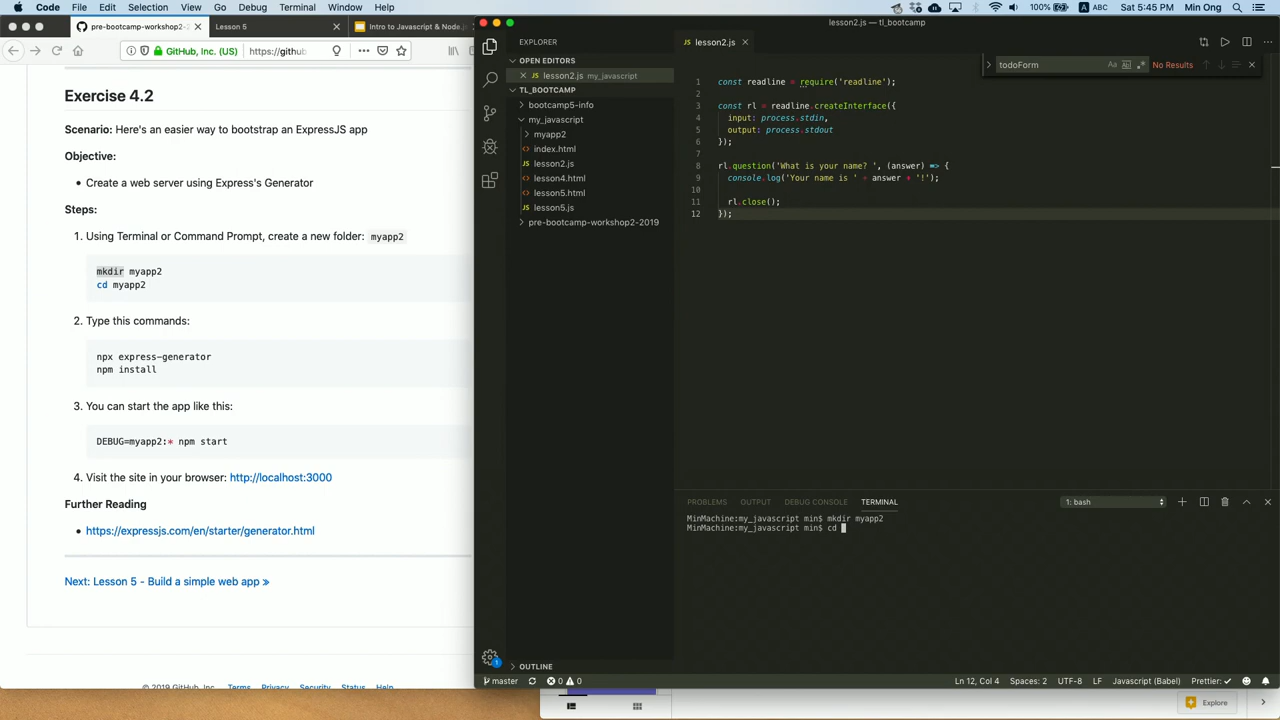 Code File Edit Selection View Go Debug Terminal Window Help
100% ABC Sat 5:45 PM Min Ong
pre-bootcamp-workshop2-2019 Lesson 5 Intro to Javascript & Node.js
GitHub, Inc. (US) https://github
Exercise 4.2
Scenario: Here's an easier way to bootstrap an ExpressJS app
Objective:
Create a web server using Express's Generator
Steps:
1. Using Terminal or Command Prompt, create a new folder: myapp2
mkdir myapp2
cd myapp2
2. Type this commands:
npx express-generator
npm install
3. You can start the app like this:
DEBUG=myapp2:* npm start
4. Visit the site in your browser: http://localhost:3000
Further Reading
https://expressjs.com/en/starter/generator.html
Next: Lesson 5 - Build a simple web app »
© 2019 GitHub, Inc. Terms Privacy Security Status Help
lesson2.js — tl_bootcamp
EXPLORER
OPEN EDITORS
lesson2.js my_javascript
TL_BOOTCAMP
bootcamp5-info
my_javascript
myapp2
index.html
lesson2.js
lesson4.html
lesson5.html
lesson5.js
pre-bootcamp-workshop2-2019
OUTLINE
lesson2.js
todoForm Aa No Results
1 const readline = require('readline');
2
3 const rl = readline.createInterface({
4 input: process.stdin,
5 output: process.stdout
6 });
7
8 rl.question('What is your name? ', (answer) => {
9 console.log('Your name is ' + answer + '!');
10
11 rl.close();
12 });
PROBLEMS OUTPUT DEBUG CONSOLE TERMINAL 1: bash
MinMachine:my_javascript min$ mkdir myapp2
MinMachine:my_javascript min$ cd
master 0 0 Ln 12, Col 4 Spaces: 2 UTF-8 LF Javascript (Babel) Prettier: ✓
Explore